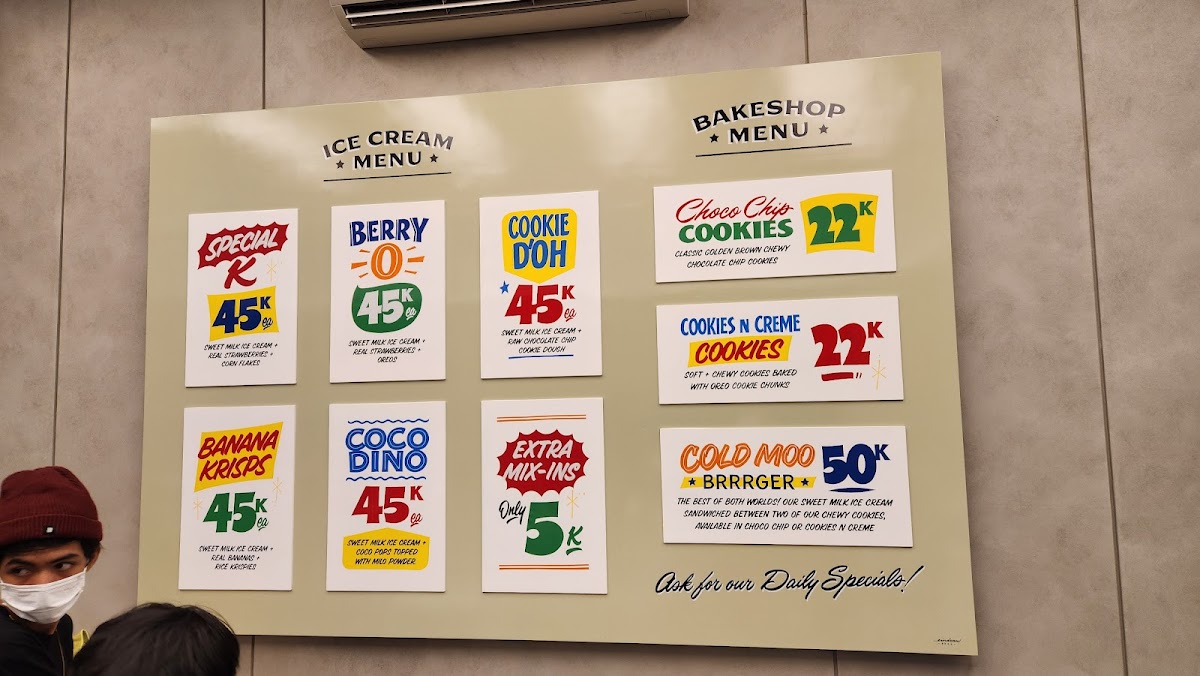 ICE CREAM
★ MENU ★
SPECIAL
K
45K ea
SWEET MILK ICE CREAM +
REAL STRAWBERRIES +
CORN FLAKES
BERRY
O
45K ea
SWEET MILK ICE CREAM +
REAL STRAWBERRIES +
OREOS
COOKIE
D'OH
45K ea
SWEET MILK ICE CREAM +
RAW CHOCOLATE CHIP
COOKIE DOUGH
BANANA
KRISPS
45K ea
SWEET MILK ICE CREAM +
REAL BANANAS +
RICE KRISPIES
COCO
DINO
45K ea
SWEET MILK ICE CREAM +
COCO POPS TOPPED
WITH MILO POWDER
EXTRA
MIX-INS
Only
5K
BAKESHOP
★ MENU ★
Choco Chip
COOKIES
22K
CLASSIC GOLDEN BROWN CHEWY
CHOCOLATE CHIP COOKIES
COOKIES N CREME
COOKIES
22K
SOFT + CHEWY COOKIES BAKED
WITH OREO COOKIE CHUNKS
COLD MOO
★ BRRRGER ★
50K
THE BEST OF BOTH WORLDS! OUR SWEET MILK ICE CREAM
SANDWICHED BETWEEN TWO OF OUR CHEWY COOKIES,
AVAILABLE IN CHOCO CHIP OR COOKIES N CREME
Ask for our Daily Specials!